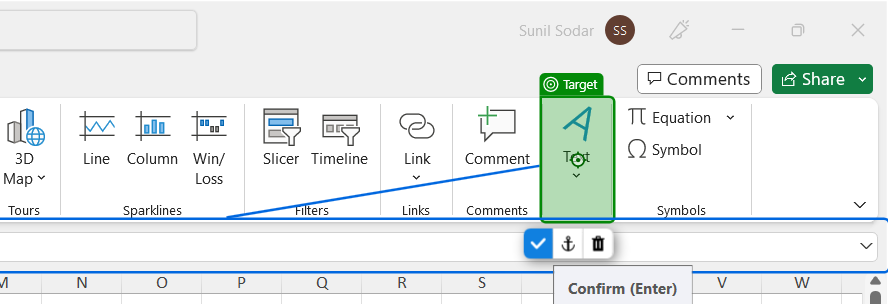 Sunil Sodar SS
Comments Share
Target
3D Map
Line
Column
Win/Loss
Slicer
Timeline
Link
Comment
Text
Equation
Symbol
Tours Sparklines Filters Links Comments Symbols
Confirm (Enter)
M N O P Q R S V W